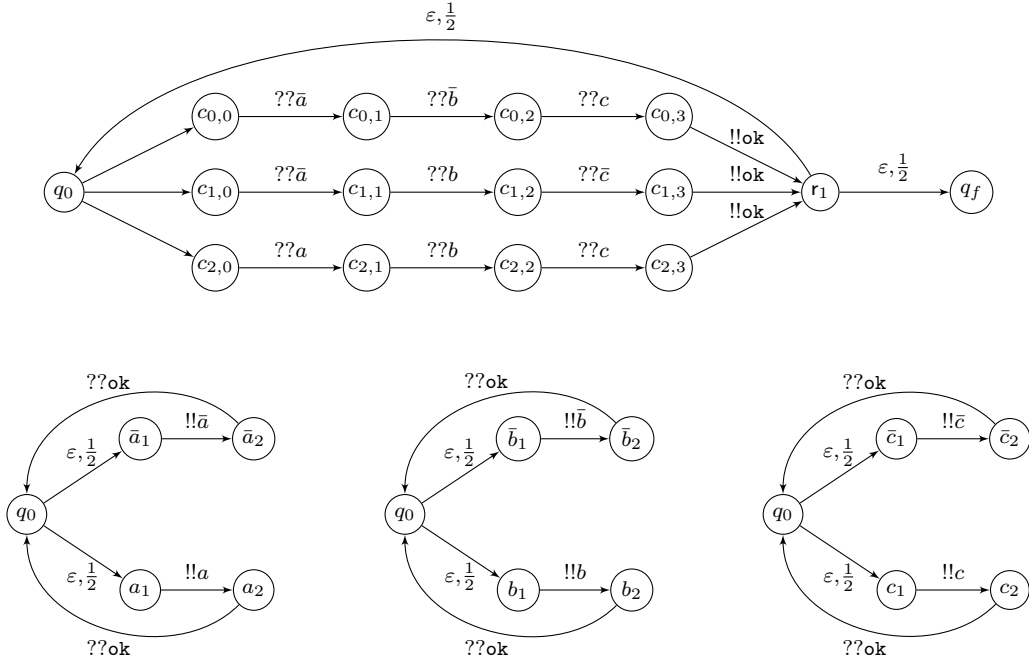 ε, 1/2
c0,0 ??ā c0,1 ??b̄ c0,2 ??c c0,3 !!ok
q0 c1,0 ??ā c1,1 ??b c1,2 ??c̄ c1,3 !!ok r1 ε, 1/2 qf
c2,0 ??a c2,1 ??b c2,2 ??c c2,3 !!ok
??ok ??ok ??ok
ā1 !!ā ā2 b̄1 !!b̄ b̄2 c̄1 !!c̄ c̄2
ε, 1/2 ε, 1/2 ε, 1/2
q0 q0 q0
ε, 1/2 ε, 1/2 ε, 1/2
a1 !!a a2 b1 !!b b2 c1 !!c c2
??ok ??ok ??ok